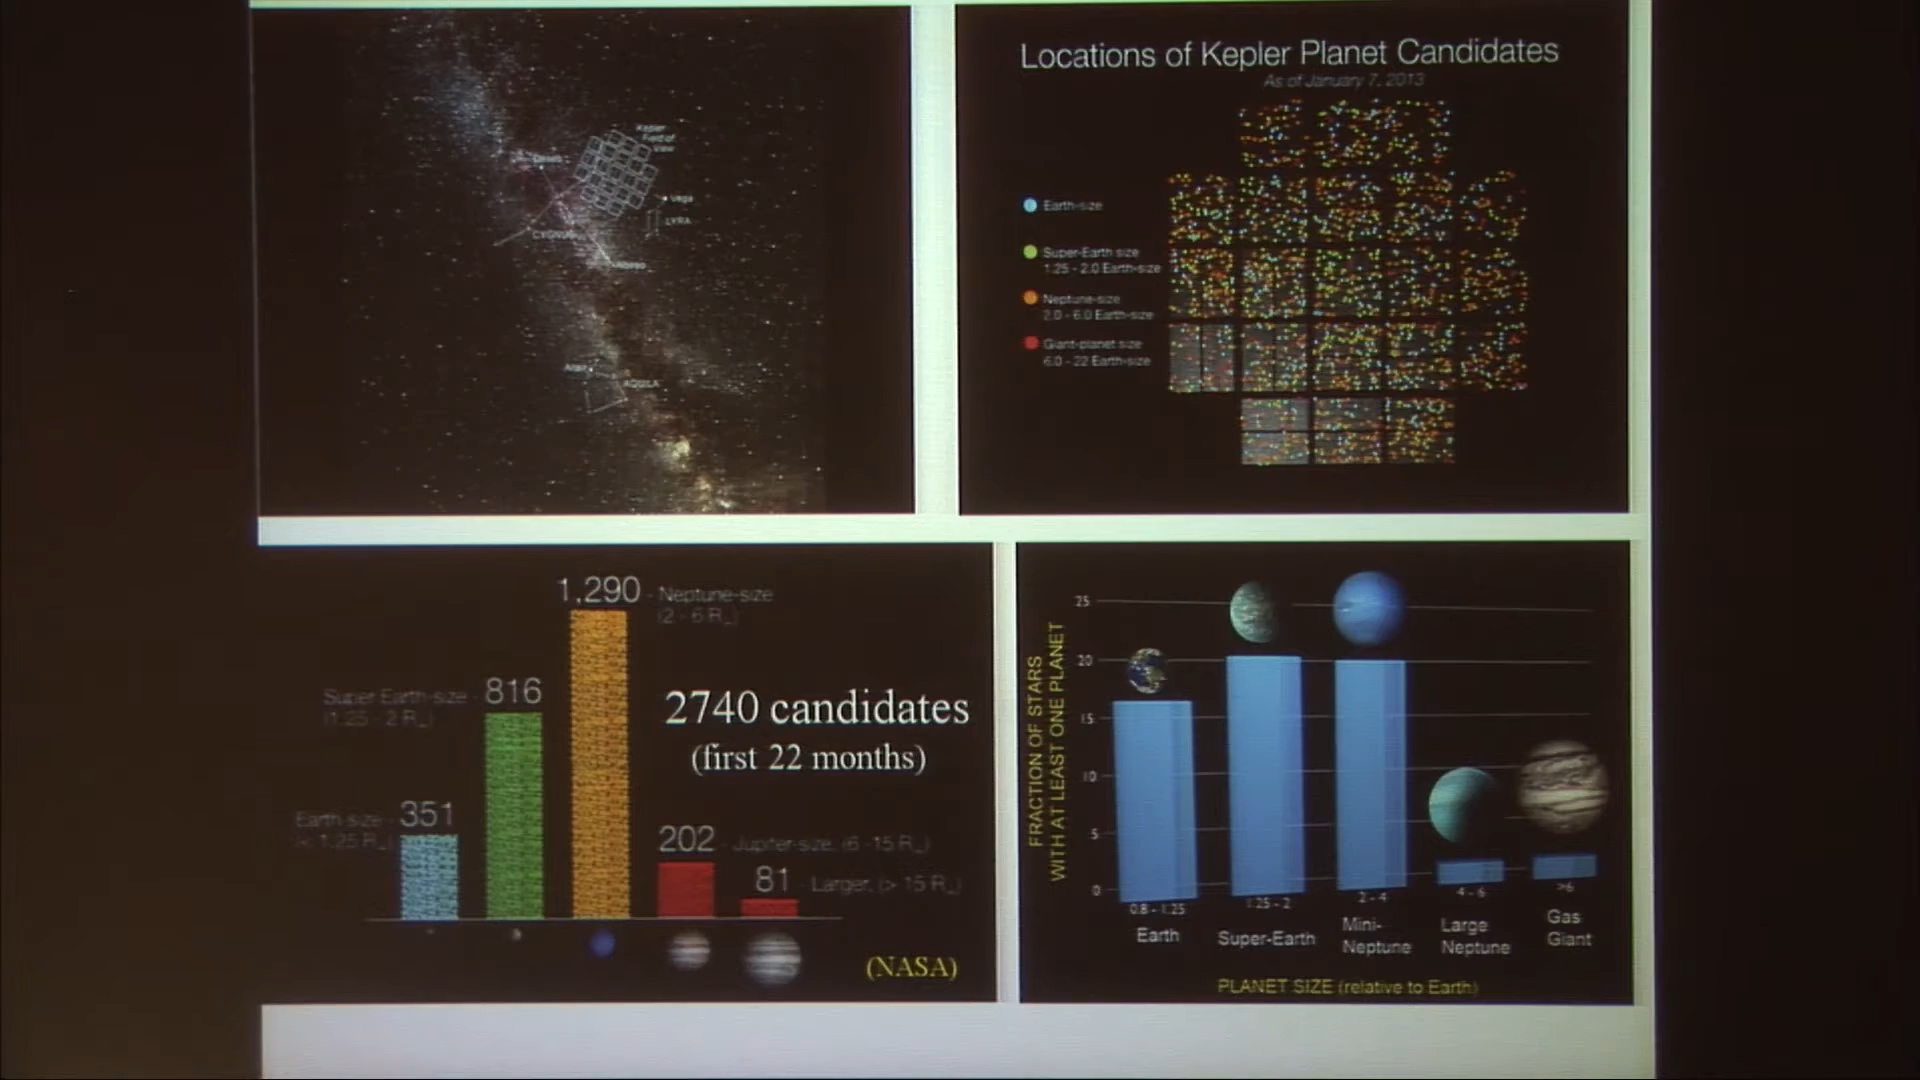 Kepler
Field of
View
Deneb
Vega
LYRA
CYGNUS
Albireo
Altair
AQUILA
Locations of Kepler Planet Candidates
As of January 7, 2013
Earth-size
Super-Earth size
1.25 - 2.0 Earth-size
Neptune-size
2.0 - 6.0 Earth-size
Giant-planet size
6.0 - 22 Earth-size
1,290 - Neptune-size
(2 - 6 R
Super Earth-size - 816
(1.25 - 2 R
2740 candidates
(first 22 months)
Earth-size - 351
(< 1.25 R
202 - Jupiter-size, (6 - 15 R
81 - Larger, (> 15 R
(NASA)
FRACTION OF STARS
WITH AT LEAST ONE PLANET
25
20
15
10
5
0
0.8 - 1.25
1.25 - 2
2 - 4
4 - 6
>6
Earth
Super-Earth
Mini-
Neptune
Large
Neptune
Gas
Giant
PLANET SIZE (relative to Earth)